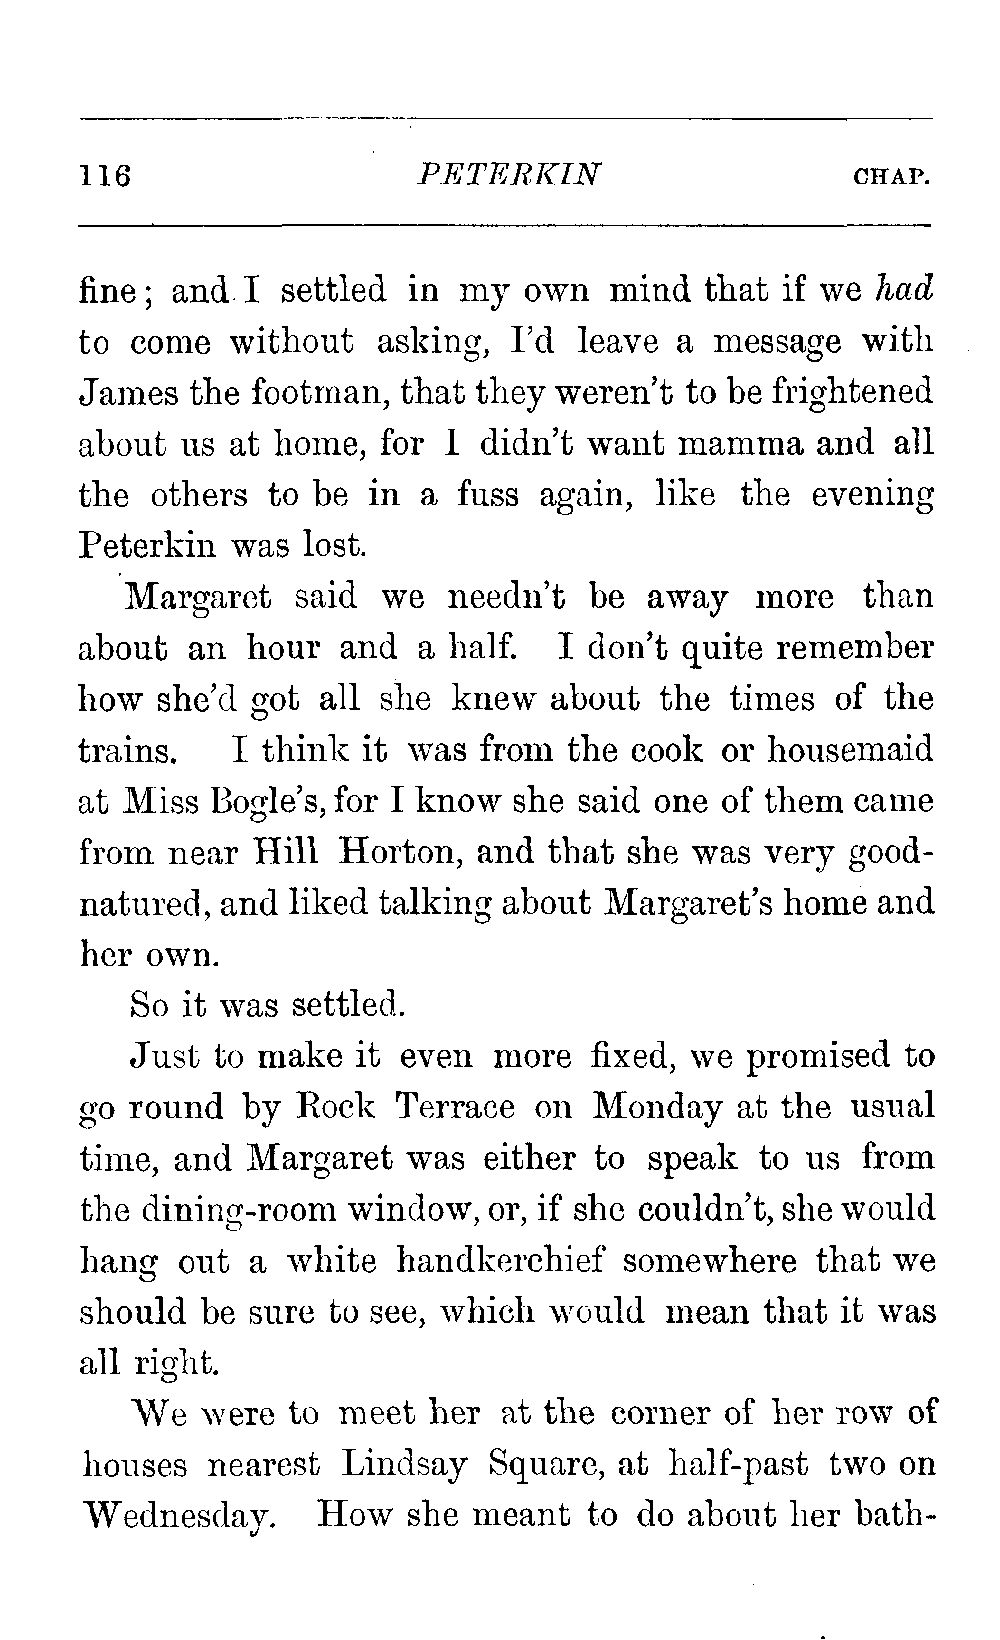 116 PETERKIN CHAP.
fine; and I settled in my own mind that if we had
to come without asking, I'd leave a message with
James the footman, that they weren't to be frightened
about us at home, for I didn't want mamma and all
the others to be in a fuss again, like the evening
Peterkin was lost.
Margaret said we needn't be away more than
about an hour and a half. I don't quite remember
how she'd got all she knew about the times of the
trains. I think it was from the cook or housemaid
at Miss Bogle's, for I know she said one of them came
from near Hill Horton, and that she was very good-
natured, and liked talking about Margaret's home and
her own.
So it was settled.
Just to make it even more fixed, we promised to
go round by Rock Terrace on Monday at the usual
time, and Margaret was either to speak to us from
the dining-room window, or, if she couldn't, she would
hang out a white handkerchief somewhere that we
should be sure to see, which would mean that it was
all right.
We were to meet her at the corner of her row of
houses nearest Lindsay Square, at half-past two on
Wednesday. How she meant to do about her bath-